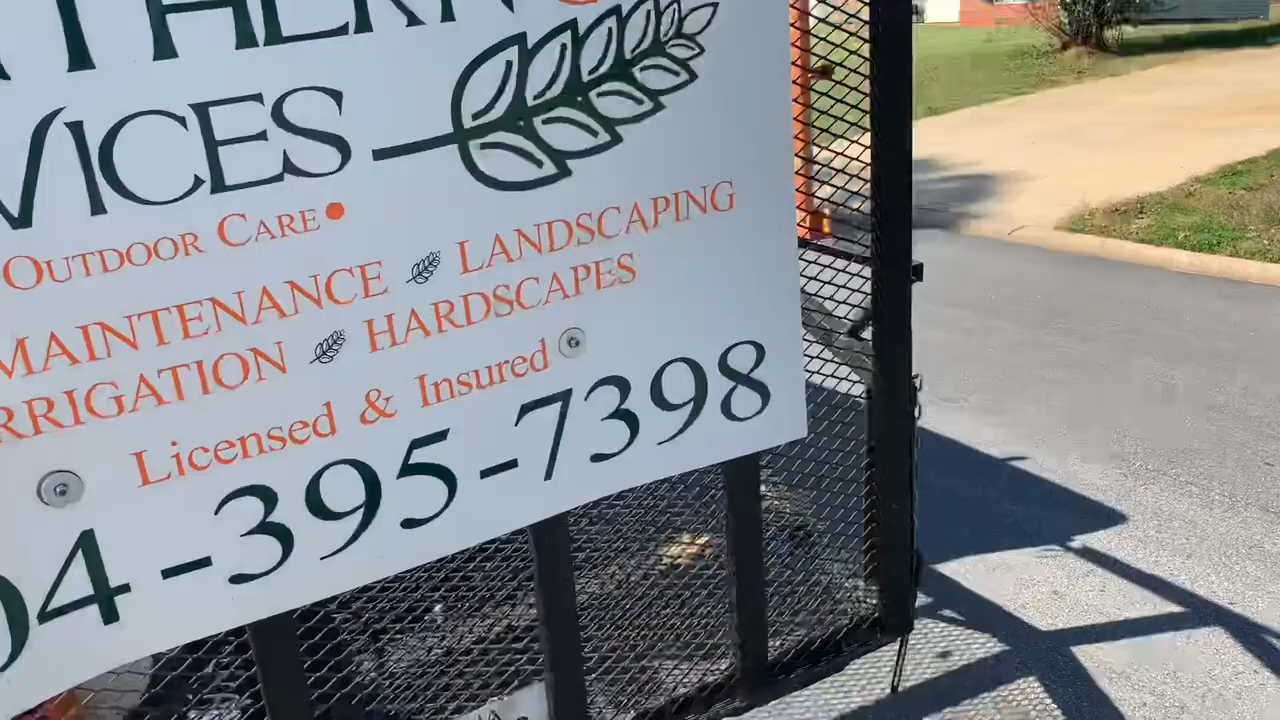 VICES
OUTDOOR CARE
MAINTENANCE LANDSCAPING
RRIGATION HARDSCAPES
Licensed & Insured
04-395-7398